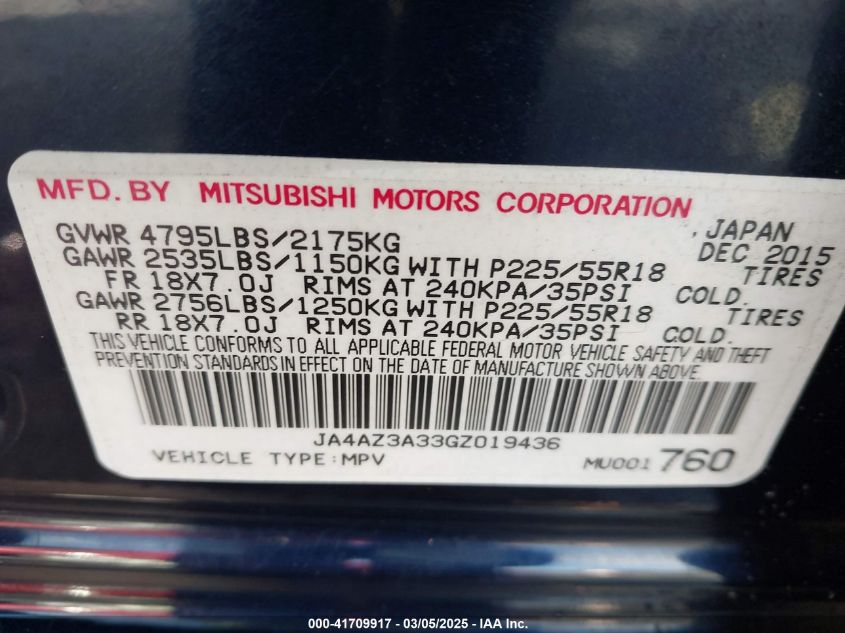 MFD. BY MITSUBISHI MOTORS CORPORATION
GVWR 4795LBS/2175KG , JAPAN DEC 2015
GAWR 2535LBS/1150KG WITH P225/55R18 TIRES
FR 18X7.0J RIMS AT 240KPA/35PSI COLD.
GAWR 2756LBS/1250KG WITH P225/55R18 TIRES
RR 18X7.0J RIMS AT 240KPA/35PSI COLD.
THIS VEHICLE CONFORMS TO ALL APPLICABLE FEDERAL MOTOR VEHICLE SAFETY AND THEFT
PREVENTION STANDARDS IN EFFECT ON THE DATE OF MANUFACTURE SHOWN ABOVE.
JA4AZ3A33GZ019436
VEHICLE TYPE:MPV MU001 760
000-41709917 - 03/05/2025 - IAA Inc.